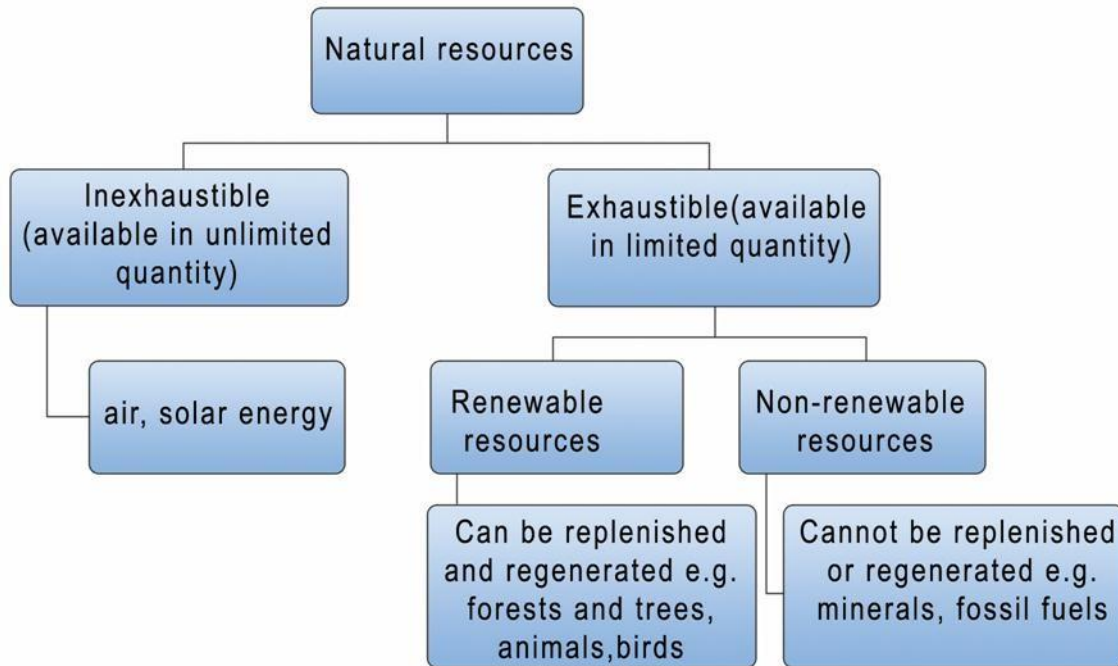 Natural resources
Inexhaustible
(available in unlimited
quantity)
Exhaustible(available
in limited quantity)
air, solar energy
Renewable
resources
Non-renewable
resources
Can be replenished
and regenerated e.g.
forests and trees,
animals,birds
Cannot be replenished
or regenerated e.g.
minerals, fossil fuels